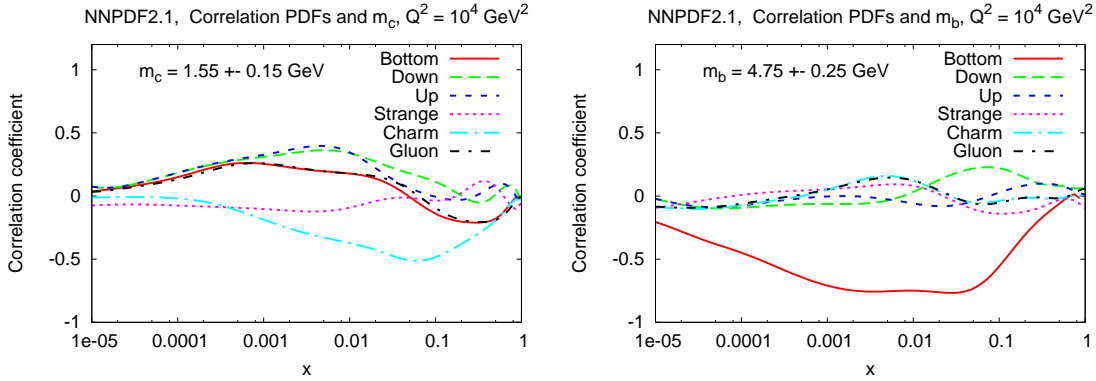 NNPDF2.1, Correlation PDFs and m_c, Q^2 = 10^4 GeV^2
m_c = 1.55 +- 0.15 GeV
Bottom
Down
Up
Strange
Charm
Gluon
Correlation coefficient
1
0.5
0
-0.5
-1
1e-05 0.0001 0.001 0.01 0.1 1
x
NNPDF2.1, Correlation PDFs and m_b, Q^2 = 10^4 GeV^2
m_b = 4.75 +- 0.25 GeV
Bottom
Down
Up
Strange
Charm
Gluon
Correlation coefficient
1
0.5
0
-0.5
-1
1e-05 0.0001 0.001 0.01 0.1 1
x